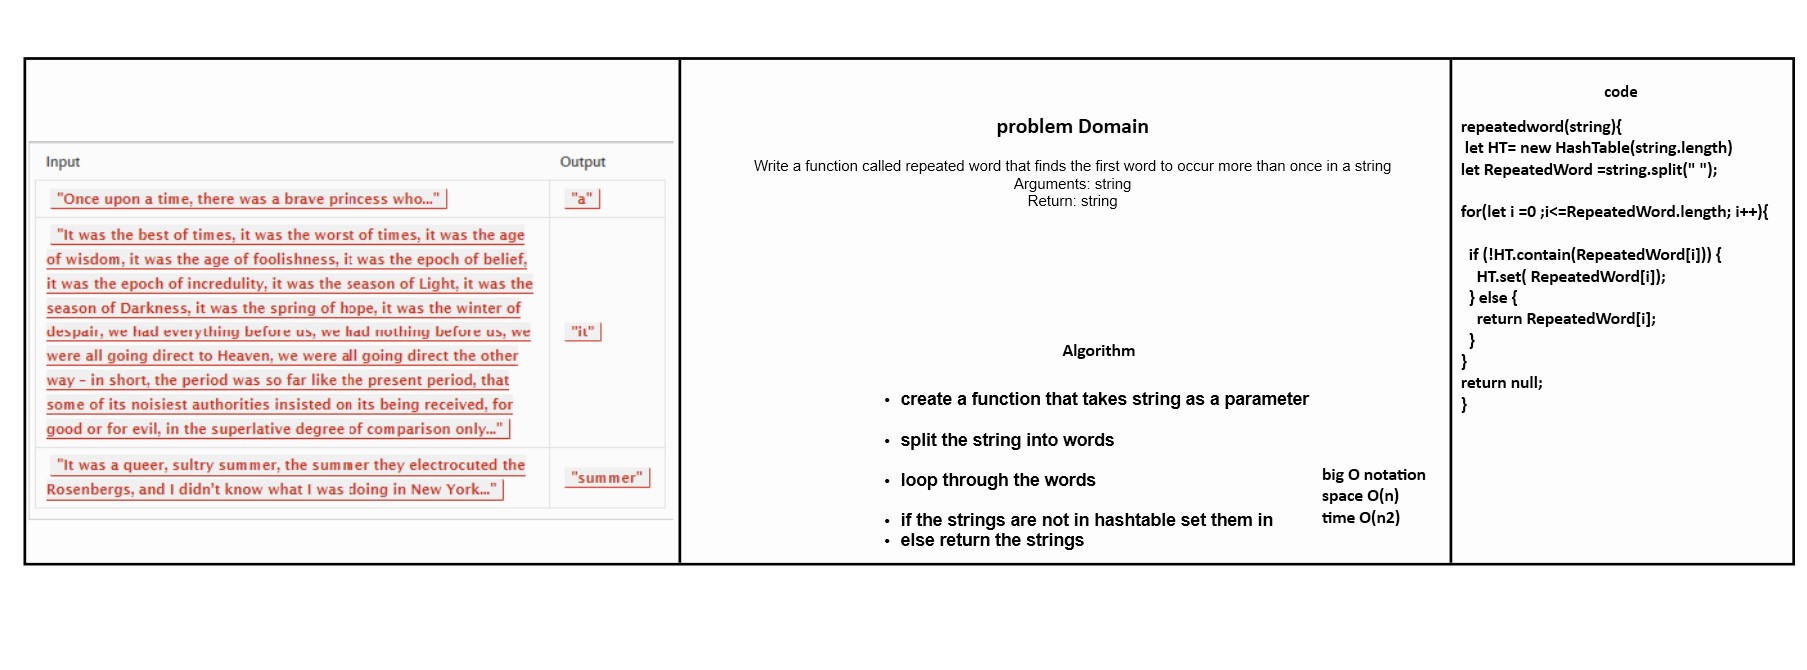 Input Output
"Once upon a time, there was a brave princess who..." "a"
"It was the best of times, it was the worst of times, it was the age
of wisdom, it was the age of foolishness, it was the epoch of belief,
it was the epoch of incredulity, it was the season of Light, it was the
season of Darkness, it was the spring of hope, it was the winter of
despair, we had everything before us, we had nothing before us, we
were all going direct to Heaven, we were all going direct the other
way – in short, the period was so far like the present period, that
some of its noisiest authorities insisted on its being received, for
good or for evil, in the superlative degree of comparison only..."
"it"
"It was a queer, sultry summer, the summer they electrocuted the
Rosenbergs, and I didn't know what I was doing in New York..."
"summer"
problem Domain
Write a function called repeated word that finds the first word to occur more than once in a string
Arguments: string
Return: string
Algorithm
• create a function that takes string as a parameter
• split the string into words
• loop through the words
• if the strings are not in hashtable set them in
• else return the strings
big O notation
space O(n)
time O(n2)
code
repeatedword(string){
let HT= new HashTable(string.length)
let RepeatedWord =string.split(" ");
for(let i =0 ;i<=RepeatedWord.length; i++){
if (!HT.contain(RepeatedWord[i])) {
HT.set( RepeatedWord[i]);
} else {
return RepeatedWord[i];
}
}
return null;
}